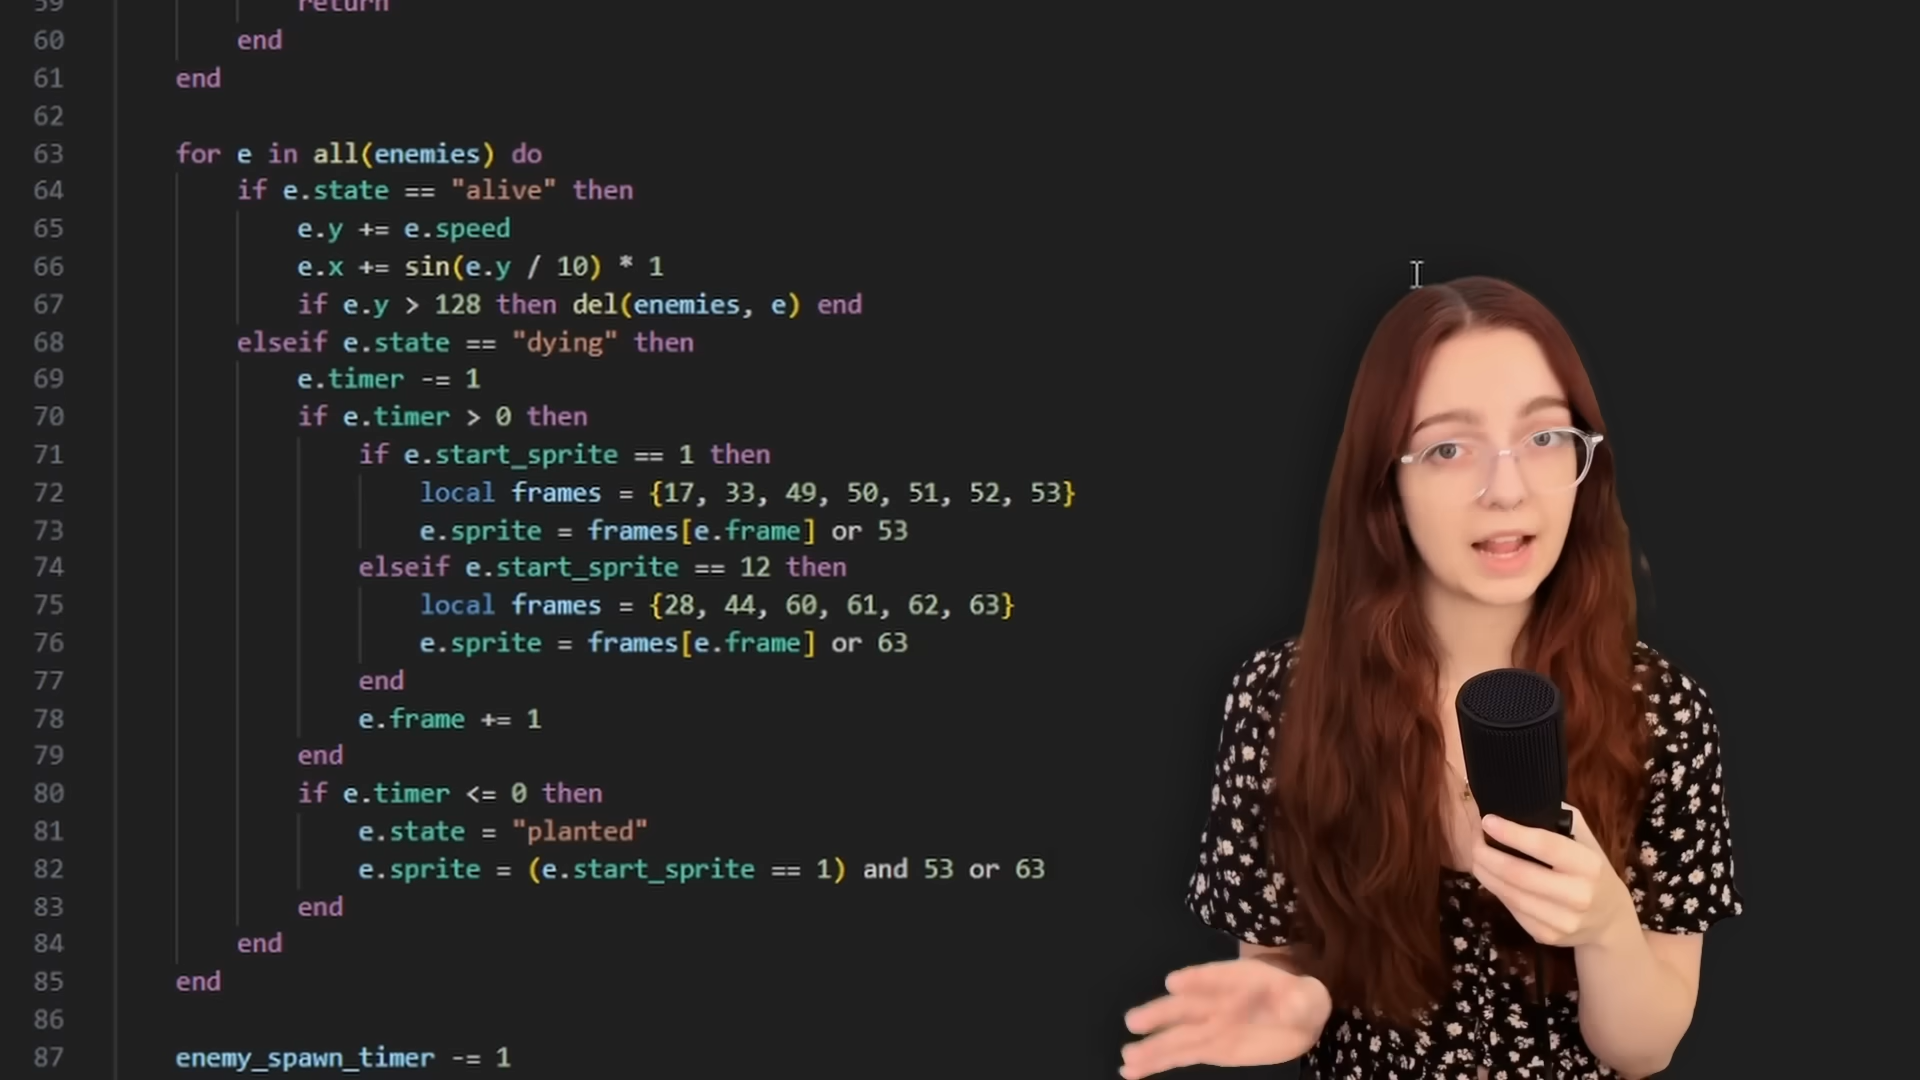 59 return
60 end
61 end
62
63 for e in all(enemies) do
64 if e.state == "alive" then
65 e.y += e.speed
66 e.x += sin(e.y / 10) * 1
67 if e.y > 128 then del(enemies, e) end
68 elseif e.state == "dying" then
69 e.timer -= 1
70 if e.timer > 0 then
71 if e.start_sprite == 1 then
72 local frames = {17, 33, 49, 50, 51, 52, 53}
73 e.sprite = frames[e.frame] or 53
74 elseif e.start_sprite == 12 then
75 local frames = {28, 44, 60, 61, 62, 63}
76 e.sprite = frames[e.frame] or 63
77 end
78 e.frame += 1
79 end
80 if e.timer <= 0 then
81 e.state = "planted"
82 e.sprite = (e.start_sprite == 1) and 53 or 63
83 end
84 end
85 end
86
87 enemy_spawn_timer -= 1